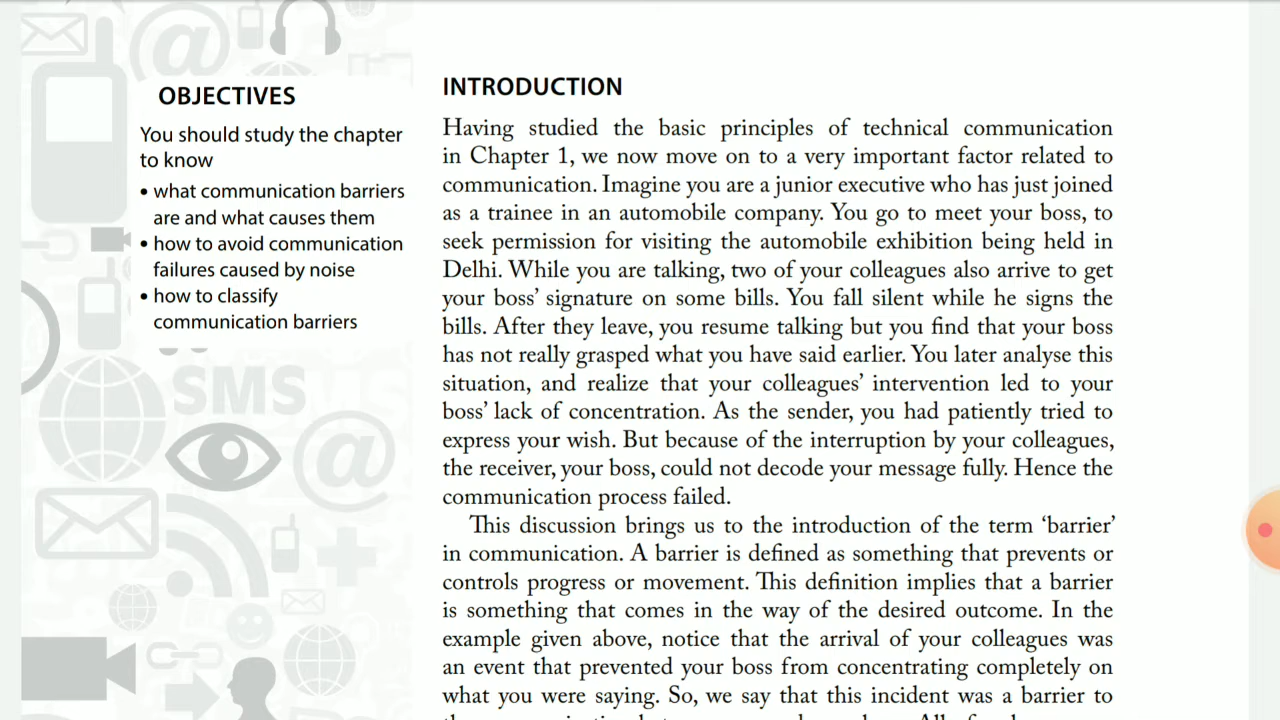 OBJECTIVES
You should study the chapter
to know
• what communication barriers
are and what causes them
• how to avoid communication
failures caused by noise
• how to classify
communication barriers
SMS
@
@
INTRODUCTION
Having studied the basic principles of technical communication
in Chapter 1, we now move on to a very important factor related to
communication. Imagine you are a junior executive who has just joined
as a trainee in an automobile company. You go to meet your boss, to
seek permission for visiting the automobile exhibition being held in
Delhi. While you are talking, two of your colleagues also arrive to get
your boss’ signature on some bills. You fall silent while he signs the
bills. After they leave, you resume talking but you find that your boss
has not really grasped what you have said earlier. You later analyse this
situation, and realize that your colleagues’ intervention led to your
boss’ lack of concentration. As the sender, you had patiently tried to
express your wish. But because of the interruption by your colleagues,
the receiver, your boss, could not decode your message fully. Hence the
communication process failed.
This discussion brings us to the introduction of the term ‘barrier’
in communication. A barrier is defined as something that prevents or
controls progress or movement. This definition implies that a barrier
is something that comes in the way of the desired outcome. In the
example given above, notice that the arrival of your colleagues was
an event that prevented your boss from concentrating completely on
what you were saying. So, we say that this incident was a barrier to